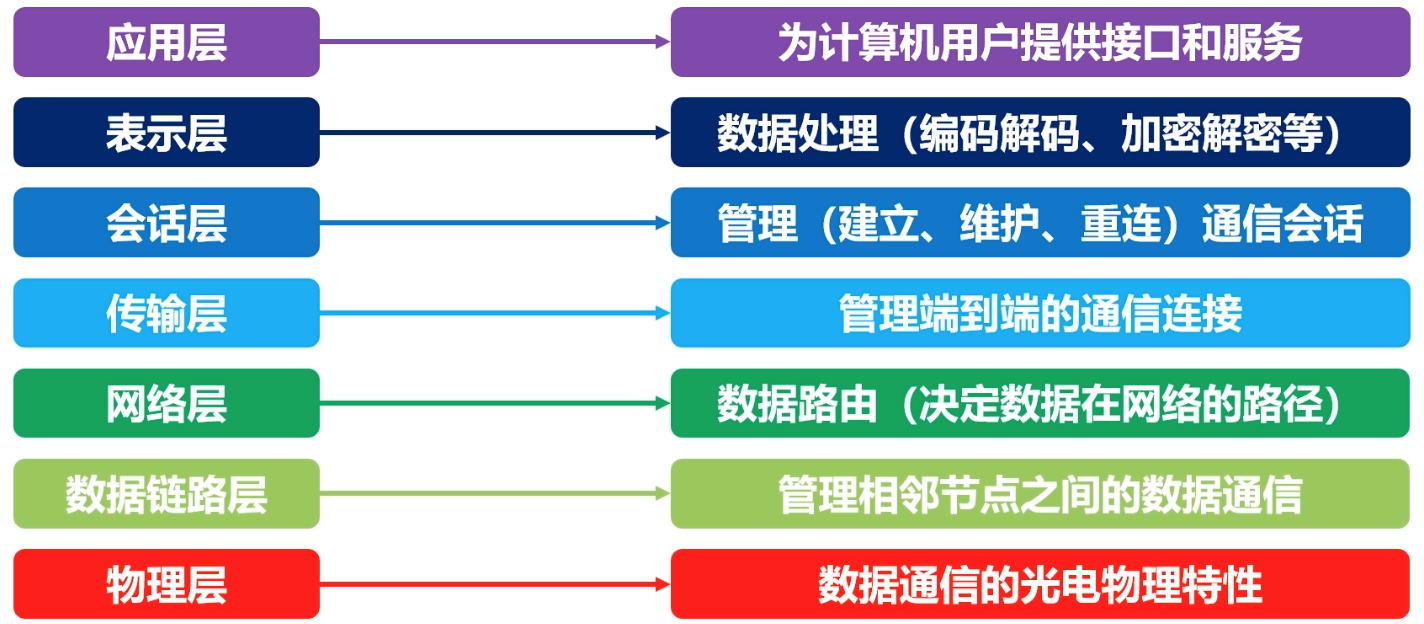 应用层
为计算机用户提供接口和服务
表示层
数据处理（编码解码、加密解密等）
会话层
管理（建立、维护、重连）通信会话
传输层
管理端到端的通信连接
网络层
数据路由（决定数据在网络的路径）
数据链路层
管理相邻节点之间的数据通信
物理层
数据通信的光电物理特性